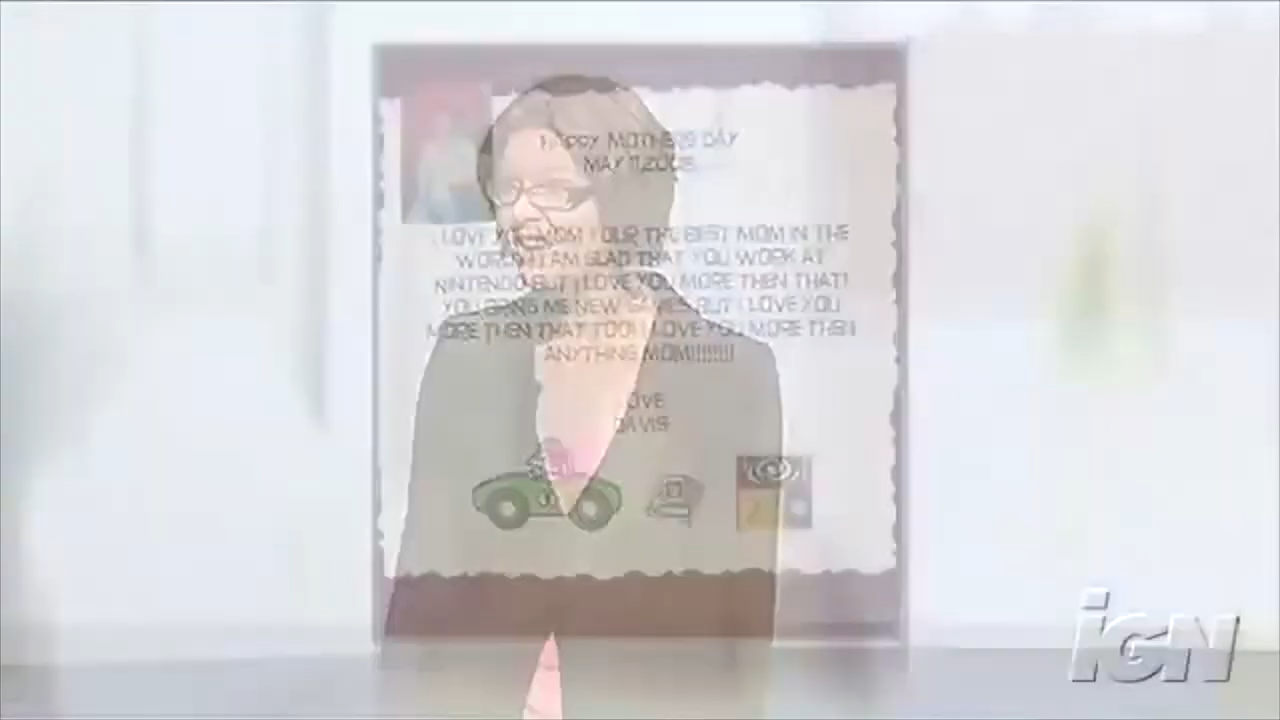 Happy MOTHERS DAY
MAY 11,2008
I LOVE YOU MOM YOUR THE BEST MOM IN THE
WORLD I AM GLAD THAT YOU WORK AT
NINTENDO BUT I LOVE YOU MORE THEN THAT!
YOU BRING ME NEW GAMES BUT I LOVE YOU
MORE THEN THAT TOO! I LOVE YOU MORE THEN
ANYTHING MOM!!!!!!!!
LOVE
DAVIS
IGN